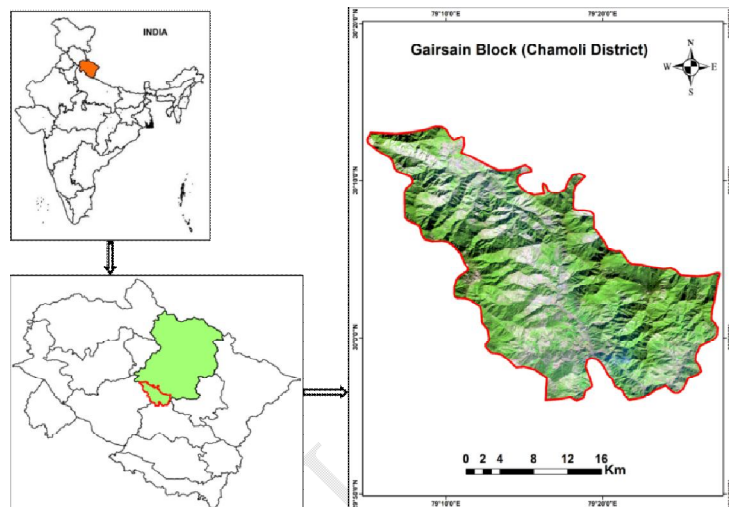 INDIA
79°10'0"E 79°20'0"E
Gairsain Block (Chamoli District)
N
W E
S
0 2 4 8 12 16
Km
79°10'0"E 79°20'0"E